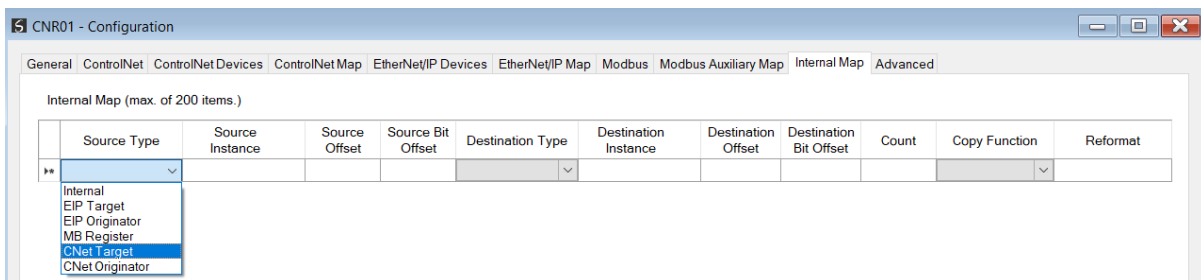 CNR01 - Configuration
General ControlNet ControlNet Devices ControlNet Map EtherNet/IP Devices EtherNet/IP Map Modbus Modbus Auxiliary Map Internal Map Advanced
Internal Map (max. of 200 items.)
Source Type Source Instance Source Offset Source Bit Offset Destination Type Destination Instance Destination Offset Destination Bit Offset Count Copy Function Reformat
Internal
EIP Target
EIP Originator
MB Register
CNet Target
CNet Originator